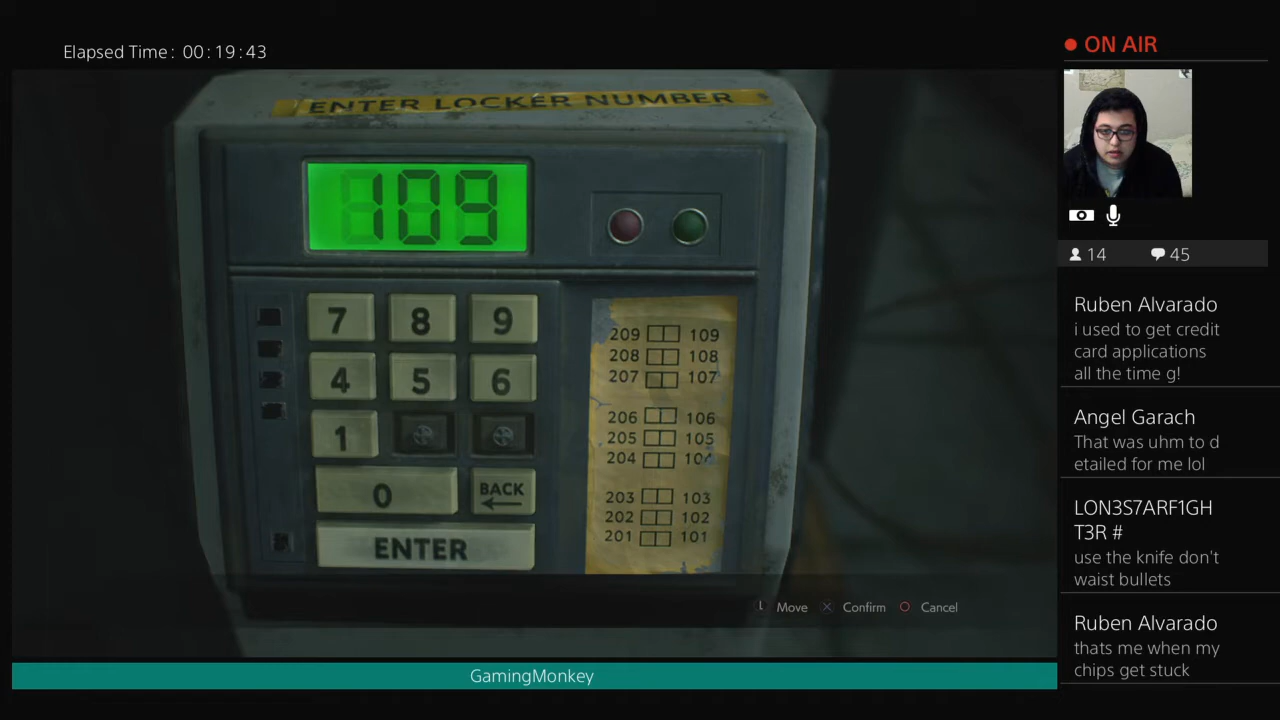 Elapsed Time: 00:19:43
ON AIR
ENTER LOCKER NUMBER
109
14 45
7 8 9
4 5 6
1
0 BACK
ENTER
209 109
208 108
207 107
206 106
205 105
204 104
203 103
202 102
201 101
Move Confirm Cancel
GamingMonkey
Ruben Alvarado
i used to get credit
card applications
all the time g!
Angel Garach
That was uhm to d
etailed for me lol
LON3S7ARF1GH
T3R #
use the knife don't
waist bullets
Ruben Alvarado
thats me when my
chips get stuck